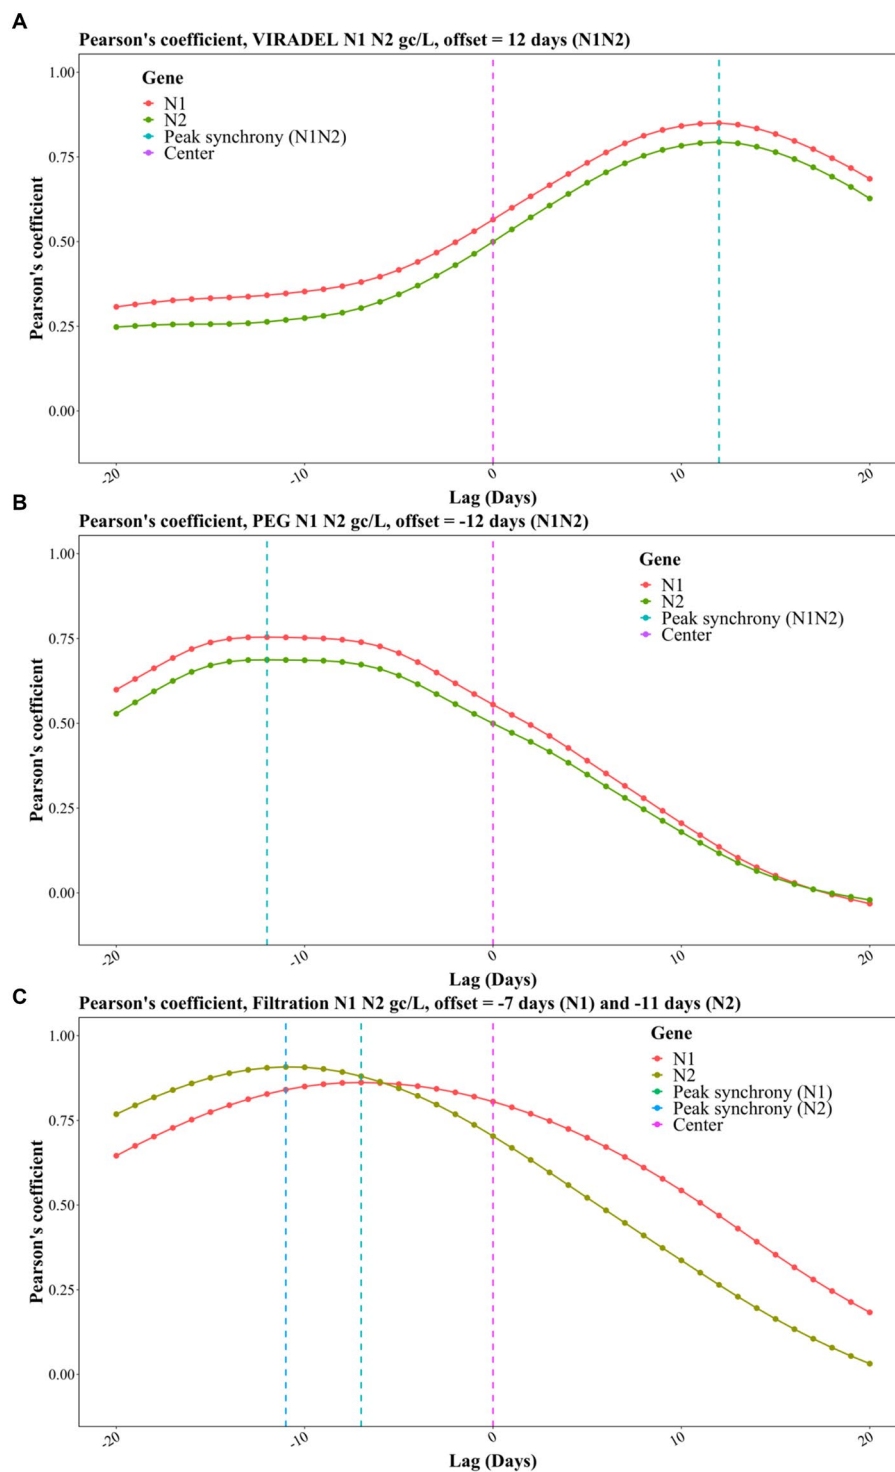 A
Pearson's coefficient, VIRADEL N1 N2 gc/L, offset = 12 days (N1N2)
1.00
0.75
0.50
0.25
0.00
Pearson's coefficient
Gene
N1
N2
Peak synchrony (N1N2)
Center
-20
-10
0
10
20
Lag (Days)
B
Pearson's coefficient, PEG N1 N2 gc/L, offset = -12 days (N1N2)
1.00
0.75
0.50
0.25
0.00
Pearson's coefficient
Gene
N1
N2
Peak synchrony (N1N2)
Center
-20
-10
0
10
20
Lag (Days)
C
Pearson's coefficient, Filtration N1 N2 gc/L, offset = -7 days (N1) and -11 days (N2)
1.00
0.75
0.50
0.25
0.00
Pearson's coefficient
Gene
N1
N2
Peak synchrony (N1)
Peak synchrony (N2)
Center
-20
-10
0
10
20
Lag (Days)